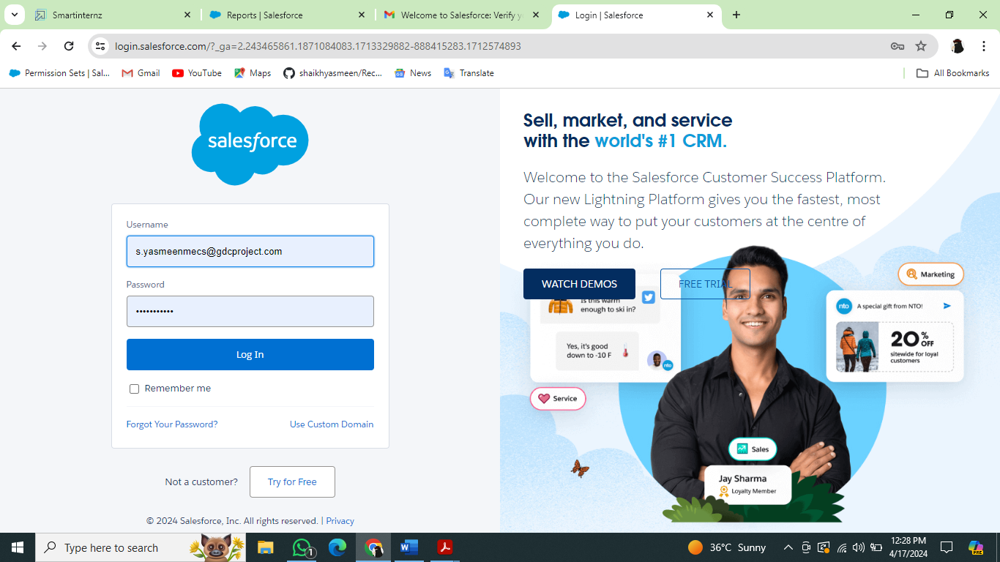 Smartinternz
Reports | Salesforce
Welcome to Salesforce: Verify y
Login | Salesforce
login.salesforce.com/?_ga=2.243465861.1871084083.1713329882-888415283.1712574893
Permission Sets | Sal...
Gmail
YouTube
Maps
shaikhyasmeen/Rec...
News
Translate
All Bookmarks
salesforce
Username
s.yasmeenmecs@gdcproject.com
Password
•••••••••••
Log In
Remember me
Forgot Your Password?
Use Custom Domain
Not a customer?
Try for Free
© 2024 Salesforce, Inc. All rights reserved. | Privacy
Sell, market, and service
with the world's #1 CRM.
Welcome to the Salesforce Customer Success Platform.
Our new Lightning Platform gives you the fastest, most
complete way to put your customers at the centre of
everything you do.
WATCH DEMOS
FREE TRIAL
Is this warm
enough to ski in?
Yes, it's good
down to -10 F
nto
Service
Marketing
nto
A special gift from NTO!
20% OFF
sitewide for loyal
customers
Sales
Jay Sharma
Loyalty Member
Type here to search
1
36°C Sunny
12:28 PM
4/17/2024
PRE